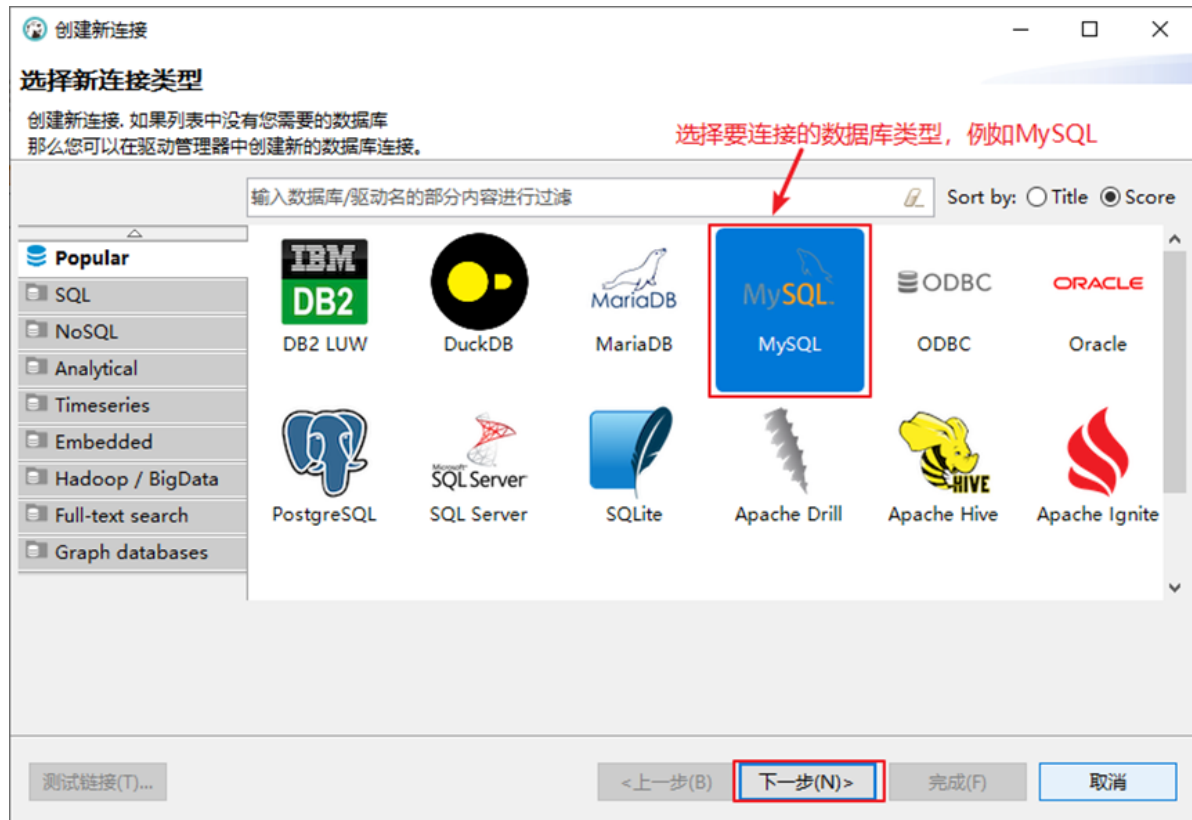 创建新连接
选择新连接类型
创建新连接. 如果列表中没有您需要的数据库
那么您可以在驱动管理器中创建新的数据库连接。
选择要连接的数据库类型，例如MySQL
输入数据库/驱动名的部分内容进行过滤
Sort by: Title Score
Popular
SQL
NoSQL
Analytical
Timeseries
Embedded
Hadoop / BigData
Full-text search
Graph databases
IBM
DB2
MariaDB
MySQL
ODBC
ORACLE
DB2 LUW
DuckDB
MariaDB
MySQL
ODBC
Oracle
Microsoft
SQL Server
HIVE
PostgreSQL
SQL Server
SQLite
Apache Drill
Apache Hive
Apache Ignite
测试链接(T)...
<上一步(B)
下一步(N)>
完成(F)
取消